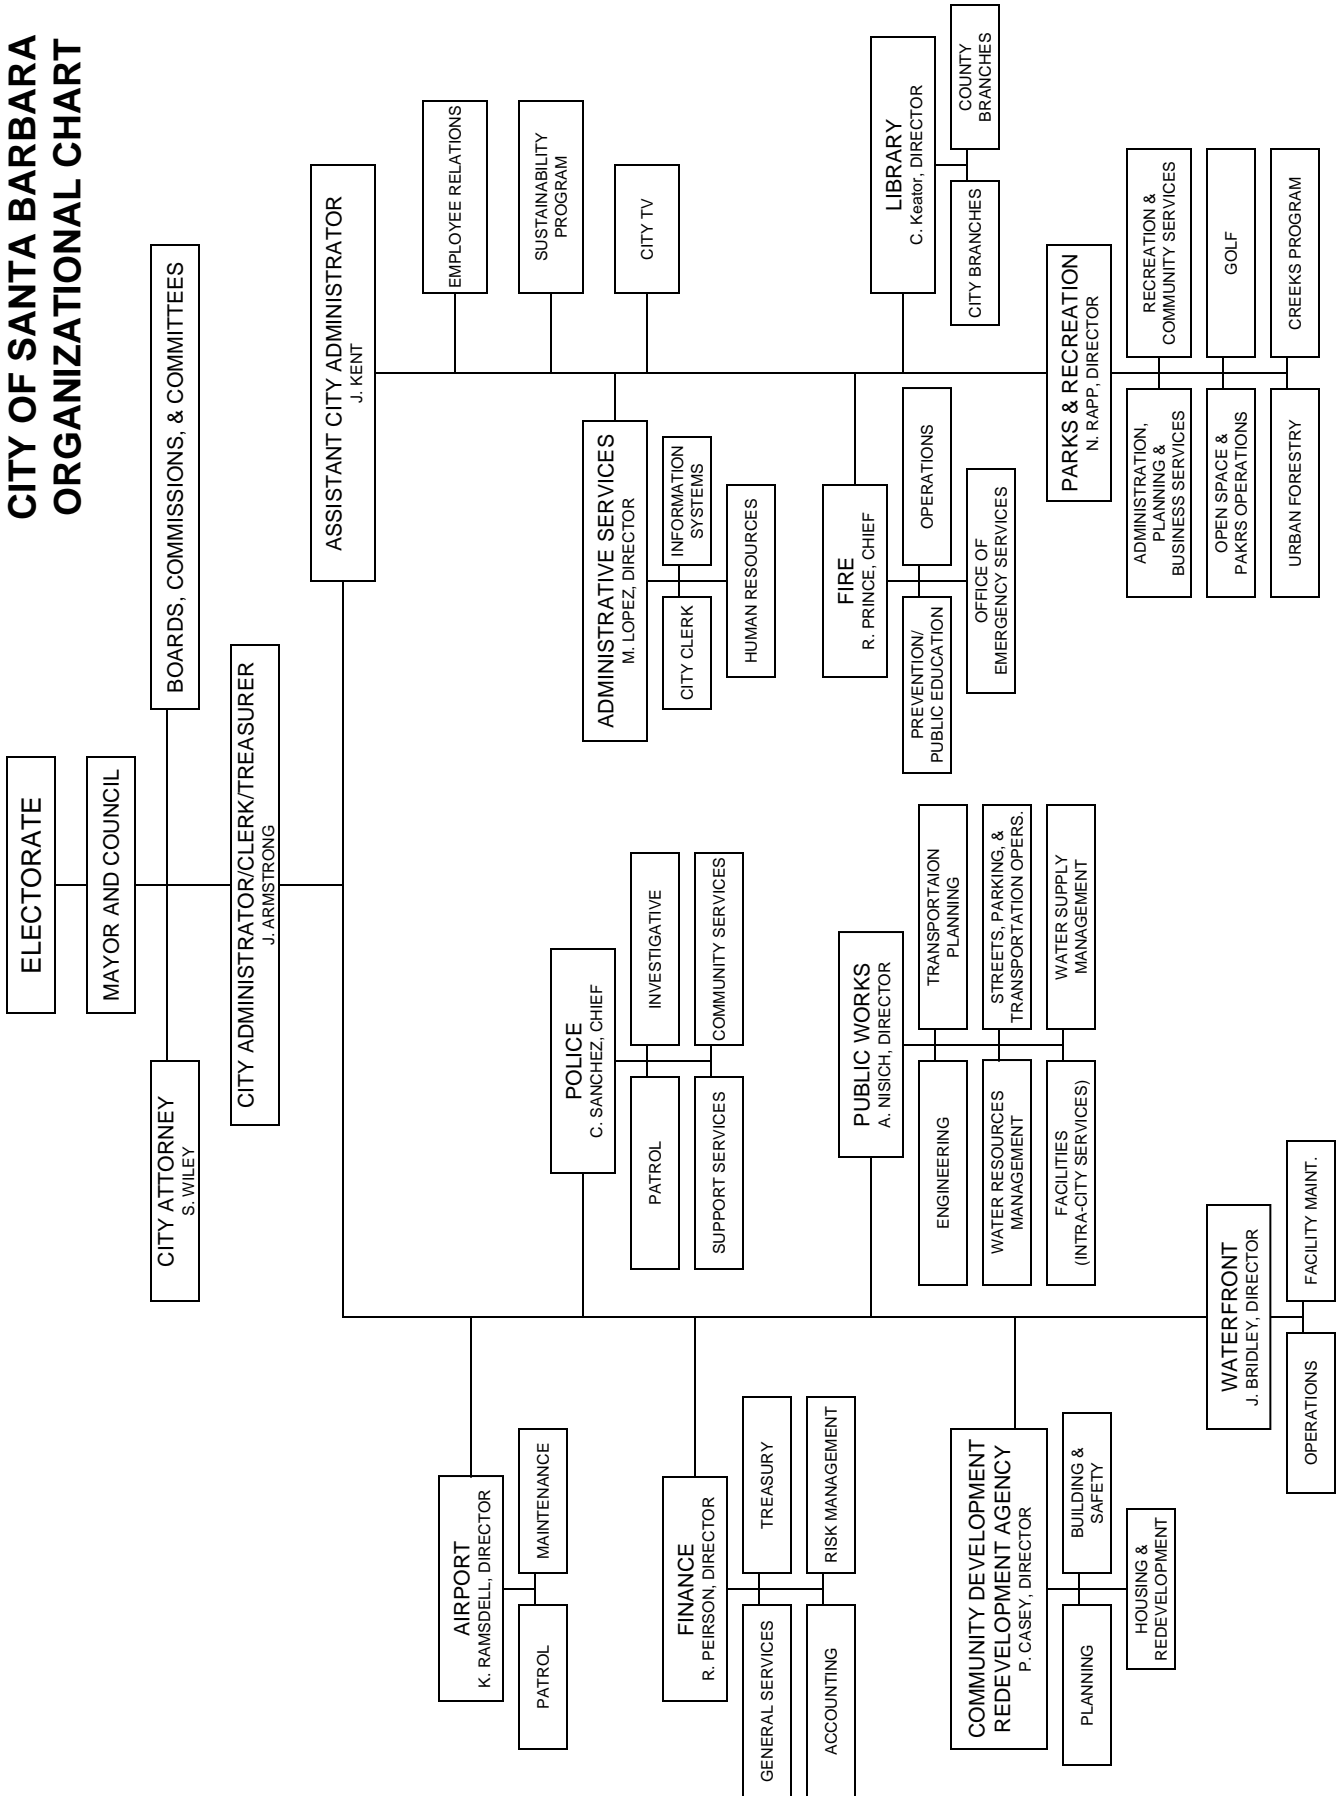 CITY OF SANTA BARBARA
ORGANIZATIONAL CHART
ELECTORATE
MAYOR AND COUNCIL
CITY ATTORNEY
S. WILEY
BOARDS, COMMISSIONS, & COMMITTEES
CITY ADMINISTRATOR/CLERK/TREASURER
J. ARMSTRONG
ASSISTANT CITY ADMINISTRATOR
J. KENT
AIRPORT
K. RAMSDELL, DIRECTOR
PATROL
MAINTENANCE
POLICE
C. SANCHEZ, CHIEF
PATROL
INVESTIGATIVE
SUPPORT SERVICES
COMMUNITY SERVICES
FINANCE
R. PEIRSON, DIRECTOR
GENERAL SERVICES
TREASURY
ACCOUNTING
RISK MANAGEMENT
PUBLIC WORKS
A. NISICH, DIRECTOR
ENGINEERING
TRANSPORTAION
PLANNING
WATER RESOURCES
MANAGEMENT
STREETS, PARKING, &
TRANSPORTATION OPERS.
FACILITIES
(INTRA-CITY SERVICES)
WATER SUPPLY
MANAGEMENT
COMMUNITY DEVELOPMENT
REDEVELOPMENT AGENCY
P. CASEY, DIRECTOR
PLANNING
BUILDING &
SAFETY
HOUSING &
REDEVELOPMENT
WATERFRONT
J. BRIDLEY, DIRECTOR
OPERATIONS
FACILITY MAINT.
EMPLOYEE RELATIONS
SUSTAINABILITY
PROGRAM
CITY TV
ADMINISTRATIVE SERVICES
M. LOPEZ, DIRECTOR
CITY CLERK
INFORMATION
SYSTEMS
HUMAN RESOURCES
FIRE
R. PRINCE, CHIEF
PREVENTION/
PUBLIC EDUCATION
OPERATIONS
OFFICE OF
EMERGENCY SERVICES
LIBRARY
C. Keator, DIRECTOR
CITY BRANCHES
COUNTY
BRANCHES
PARKS & RECREATION
N. RAPP, DIRECTOR
ADMINISTRATION,
PLANNING &
BUSINESS SERVICES
RECREATION &
COMMUNITY SERVICES
OPEN SPACE &
PAKRS OPERATIONS
GOLF
URBAN FORESTRY
CREEKS PROGRAM